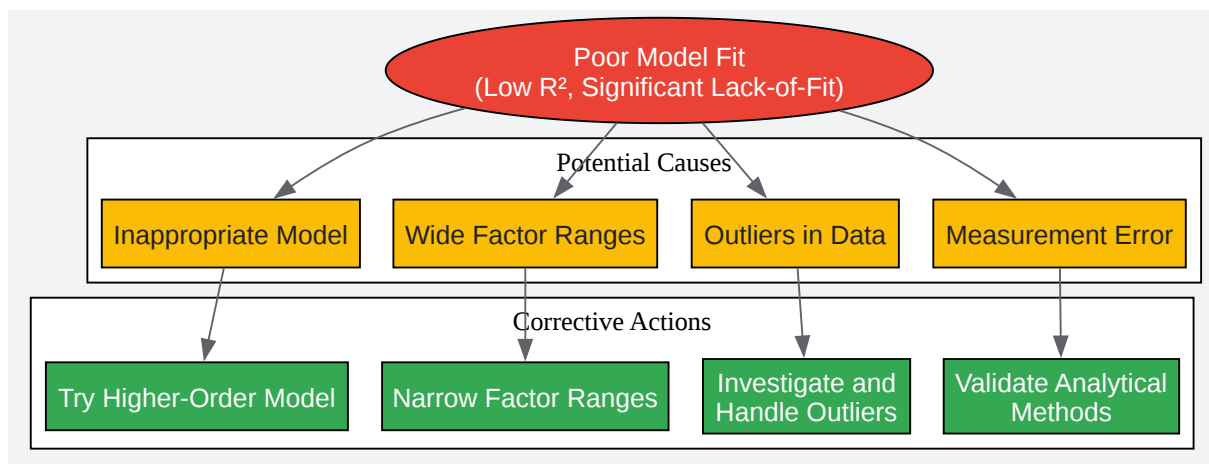 Poor Model Fit
(Low R², Significant Lack-of-Fit)
Potential Causes
Inappropriate Model
Wide Factor Ranges
Outliers in Data
Measurement Error
Corrective Actions
Try Higher-Order Model
Narrow Factor Ranges
Investigate and
Handle Outliers
Validate Analytical
Methods